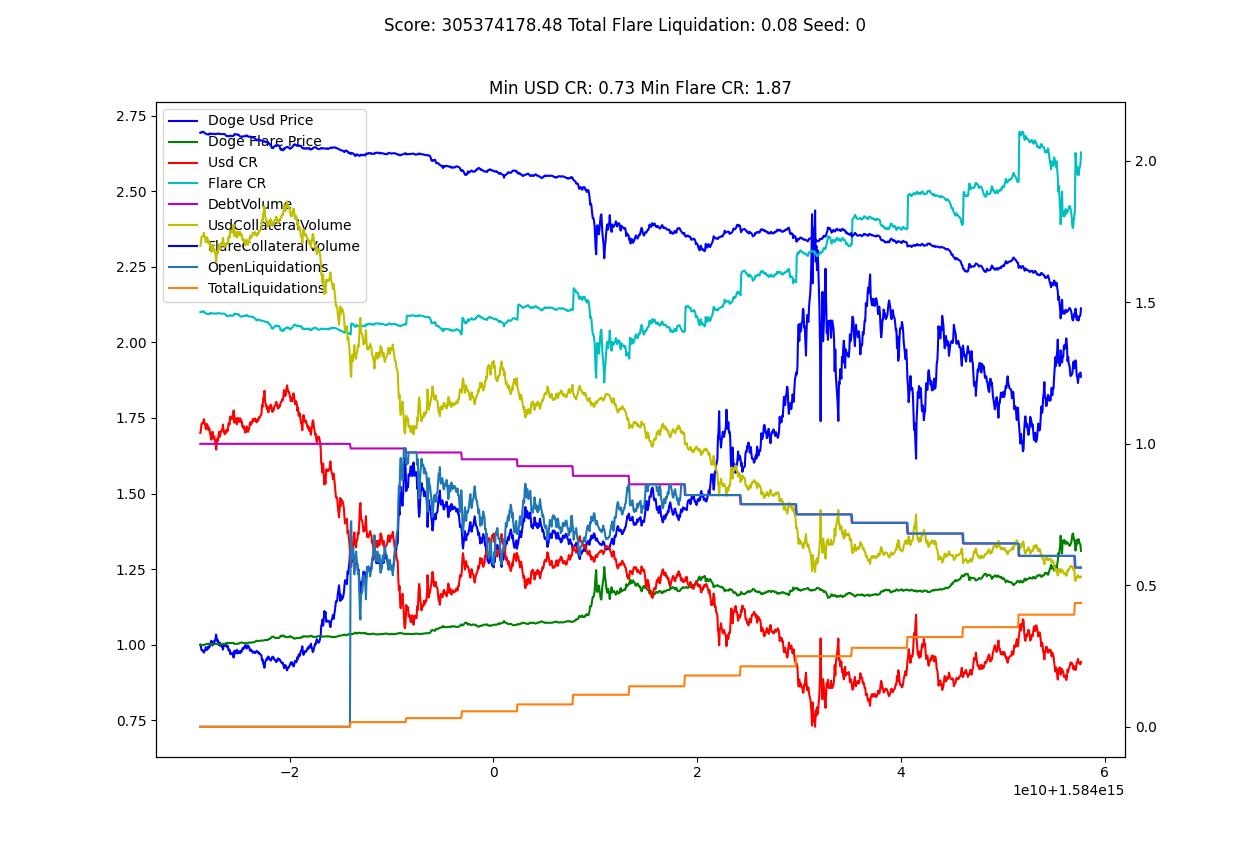 Score: 305374178.48 Total Flare Liquidation: 0.08 Seed: 0
Min USD CR: 0.73 Min Flare CR: 1.87
Doge Usd Price
Doge Flare Price
Usd CR
Flare CR
DebtVolume
UsdCollateralVolume
FlareCollateralVolume
OpenLiquidations
TotalLiquidations
2.75
2.50
2.25
2.00
1.75
1.50
1.25
1.00
0.75
2.0
1.5
1.0
0.5
0.0
−2
0
2
4
6
1e10+1.584e15